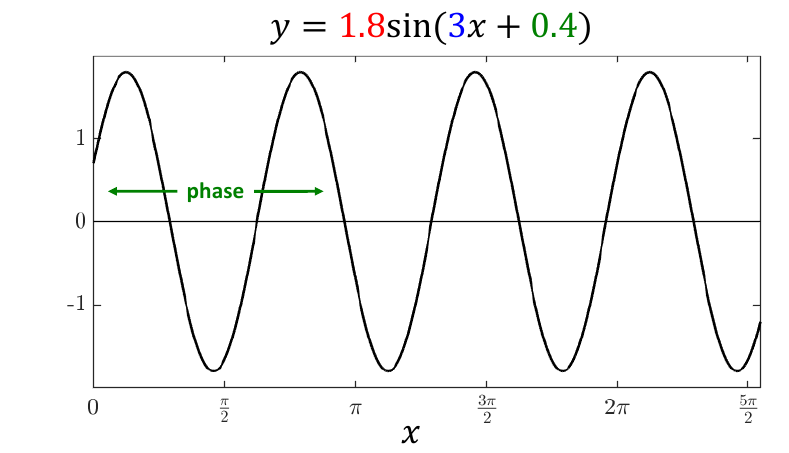 y = 1.8sin(3x + 0.4)
1
phase
0
-1
0 π/2 π 3π/2 2π 5π/2
x